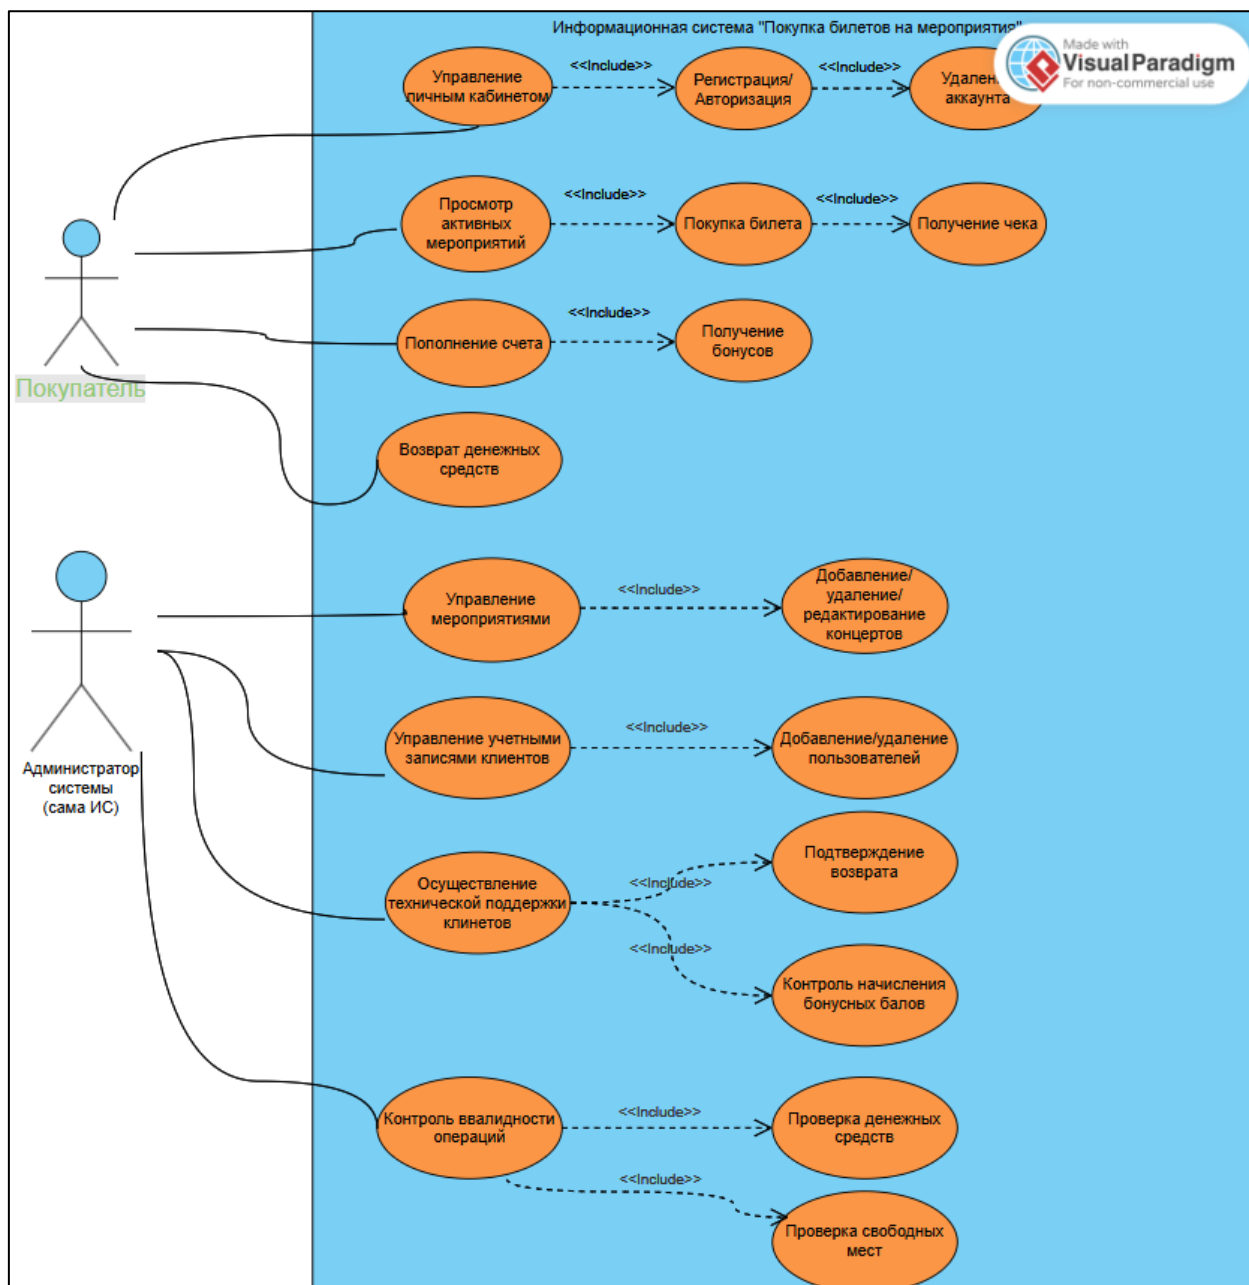 Информационная система "Покупка билетов на мероприятия"
Made with
Visual Paradigm
For non-commercial use
Управление
личным кабинетом
<<Include>>
Регистрация/
Авторизация
<<Include>>
аккаунта
Просмотр
активных
мероприятий
<<Include>>
Покупка билета
<<Include>>
Получение чека
Пополнение счета
<<Include>>
Получение
бонусов
Покупатель
Возврат денежных
средств
Управление
мероприятиями
<<Include>>
Добавление/
удаление/
редактирование
концертов
Администратор
системы
(сама ИС)
Управление учетными
записями клиентов
<<Include>>
Добавление/удаление
пользователей
Осуществление
технической поддержки
клинетов
<<Include>>
Подтверждение
возврата
<<Include>>
Контроль начисления
бонусных балов
Контроль ввалидности
операций
<<Include>>
Проверка денежных
средств
<<Include>>
Проверка свободных
мест